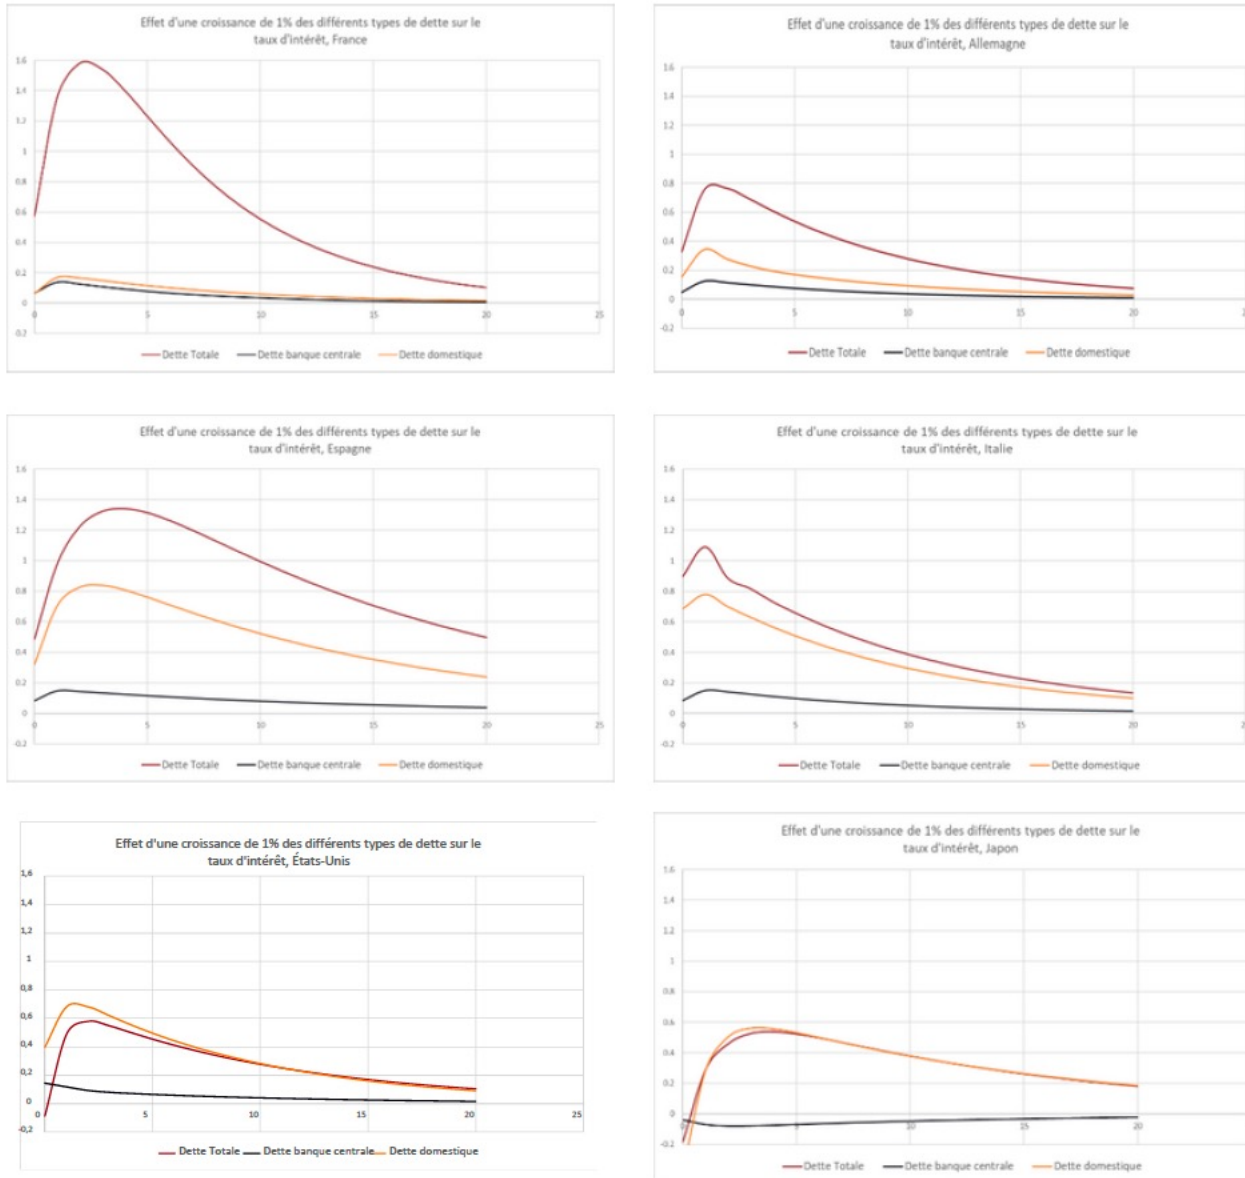 Effet d'une croissance de 1% des différents types de dette sur le
taux d'intérêt, France
1.6
1.4
1.2
1
0.8
0.6
0.4
0.2
0
-0.2
0 5 10 15 20 25
Dette Totale Dette banque centrale Dette domestique
Effet d'une croissance de 1% des différents types de dette sur le
taux d'intérêt, Allemagne
1.6
1.4
1.2
1
0.8
0.6
0.4
0.2
0
-0.2
0 5 10 15 20
Dette Totale Dette banque centrale Dette domestique
Effet d'une croissance de 1% des différents types de dette sur le
taux d'intérêt, Espagne
1.6
1.4
1.2
1
0.8
0.6
0.4
0.2
0
-0.2
0 5 10 15 20 25
Dette Totale Dette banque centrale Dette domestique
Effet d'une croissance de 1% des différents types de dette sur le
taux d'intérêt, Italie
1.6
1.4
1.2
1
0.8
0.6
0.4
0.2
0
-0.2
0 5 10 15 20
Dette Totale Dette banque centrale Dette domestique
Effet d'une croissance de 1% des différents types de dette sur le
taux d'intérêt, États-Unis
1,6
1,4
1,2
1
0,8
0,6
0,4
0,2
0
-0,2
0 5 10 15 20 25
Dette Totale Dette banque centrale Dette domestique
Effet d'une croissance de 1% des différents types de dette sur le
taux d'intérêt, Japon
1.6
1.4
1.2
1
0.8
0.6
0.4
0.2
0
-0.2
0 5 10 15 20
Dette Totale Dette banque centrale Dette domestique